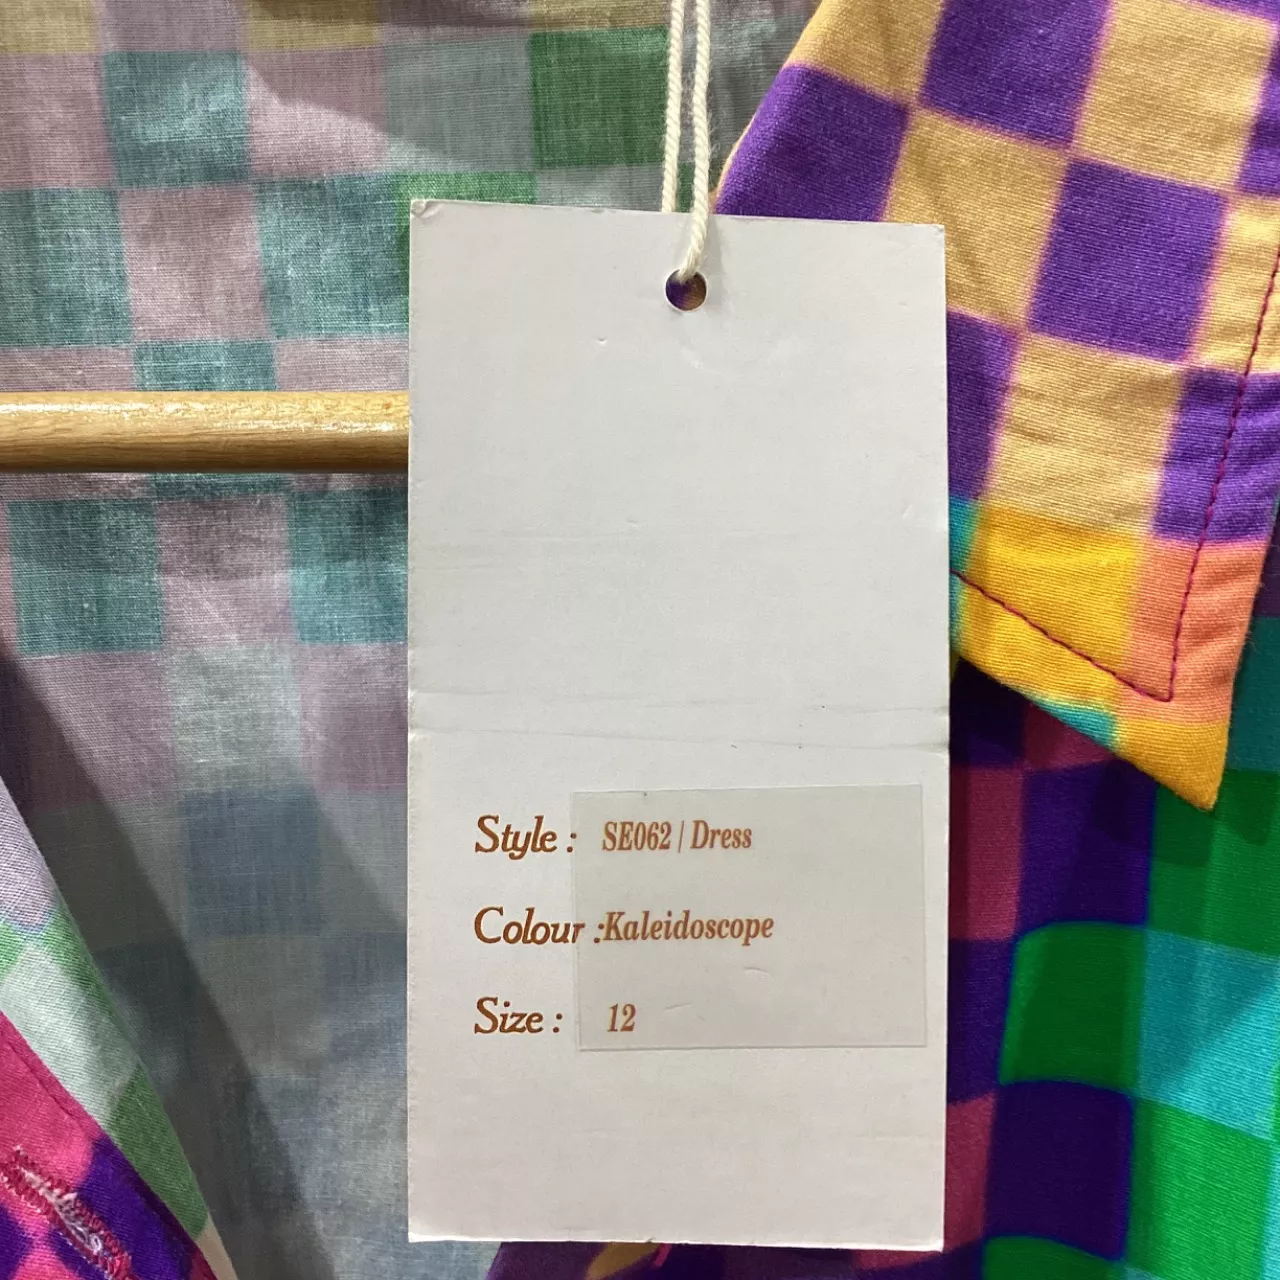 Style : SE062 | Dress
Colour :Kaleidoscope
Size : 12